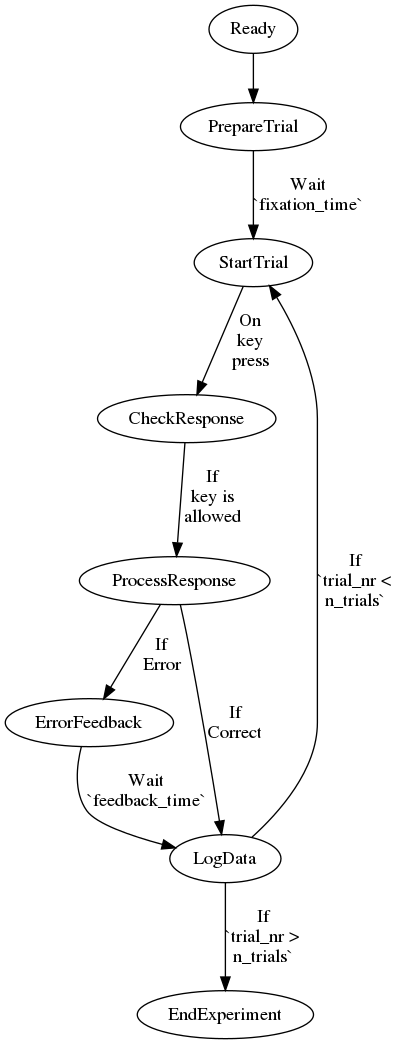 Ready
PrepareTrial
Wait
`fixation_time`
StartTrial
On
key
press
CheckResponse
If
key is
allowed
ProcessResponse
If
`trial_nr <
n_trials`
If
Error
If
Correct
ErrorFeedback
Wait
`feedback_time`
LogData
If
`trial_nr >
n_trials`
EndExperiment